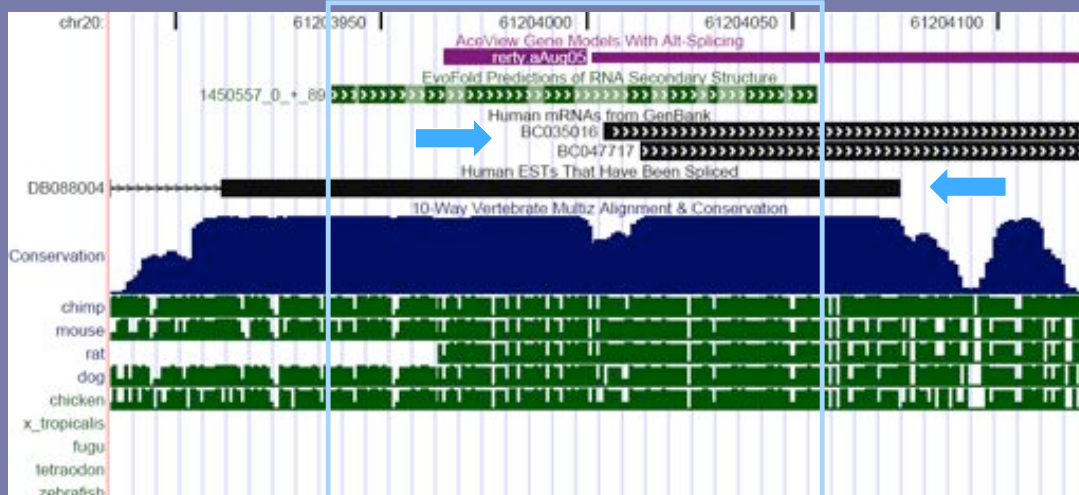 chr20: 61203950 61204000 61204050 61204100
AceView Gene Models With Alt-Splicing
rerty.aAug05
EvoFold Predictions of RNA Secondary Structure
1450557_0_+_89
Human mRNAs from GenBank
BC035016
BC047717
Human ESTs That Have Been Spliced
DB088004
10-Way Vertebrate Multiz Alignment & Conservation
Conservation
chimp
mouse
rat
dog
chicken
x_tropicalis
fugu
tetraodon
zebrafish